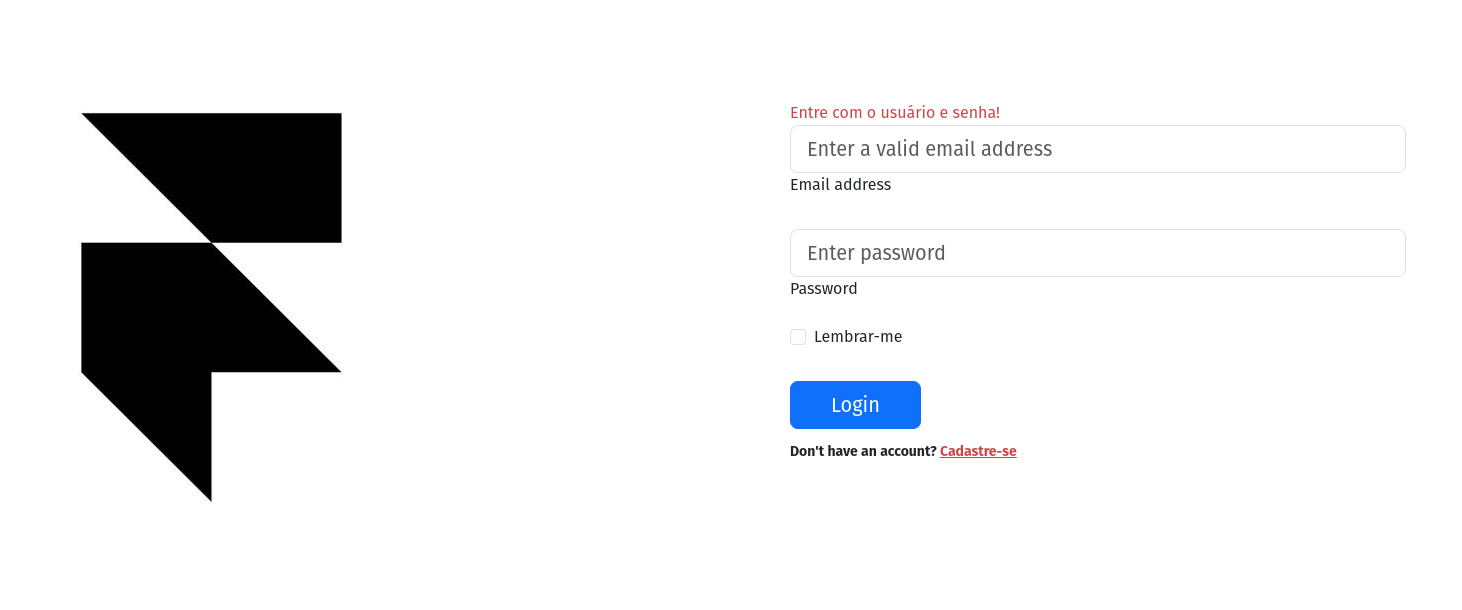 Entre com o usuário e senha!
Enter a valid email address
Email address
Enter password
Password
Lembrar-me
Login
Don't have an account? Cadastre-se